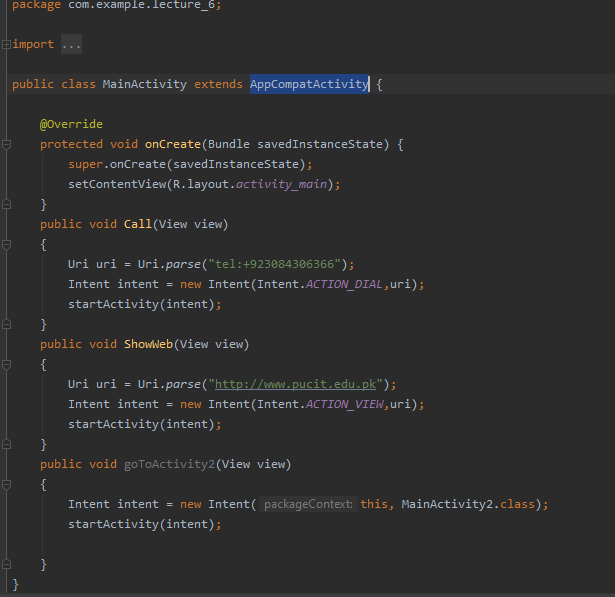 package com.example.lecture_6;
import ...
public class MainActivity extends AppCompatActivity {
@Override
protected void onCreate(Bundle savedInstanceState) {
super.onCreate(savedInstanceState);
setContentView(R.layout.activity_main);
}
public void Call(View view)
{
Uri uri = Uri.parse("tel:+923084306366");
Intent intent = new Intent(Intent.ACTION_DIAL,uri);
startActivity(intent);
}
public void ShowWeb(View view)
{
Uri uri = Uri.parse("http://www.pucit.edu.pk");
Intent intent = new Intent(Intent.ACTION_VIEW,uri);
startActivity(intent);
}
public void goToActivity2(View view)
{
Intent intent = new Intent( packageContext: this, MainActivity2.class);
startActivity(intent);
}
}